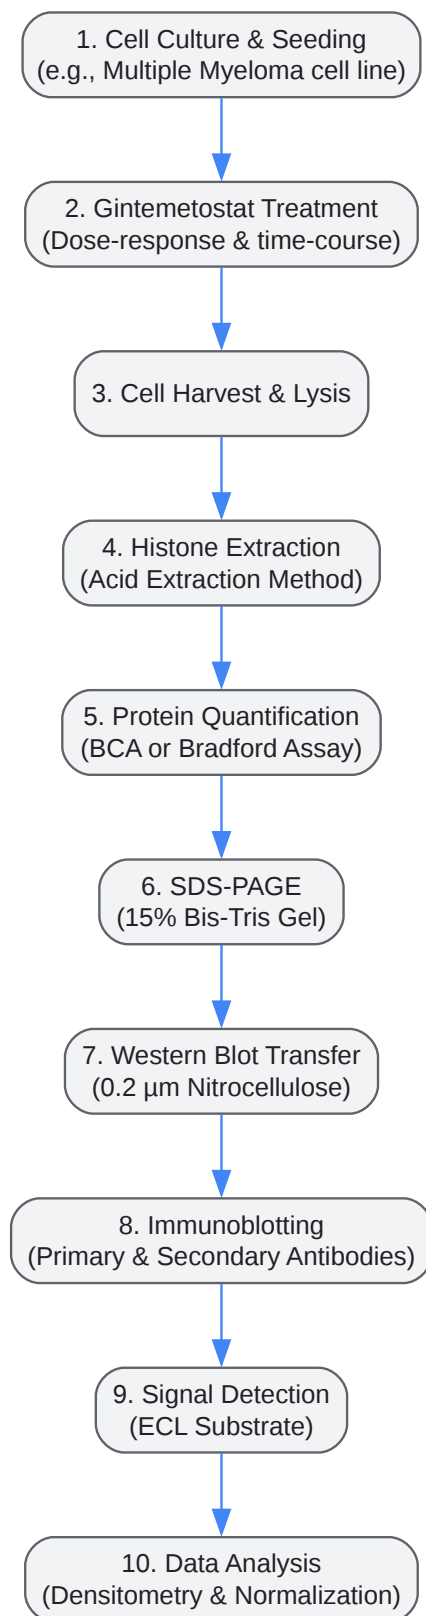 1. Cell Culture & Seeding
(e.g., Multiple Myeloma cell line)
2. Gintemetostat Treatment
(Dose-response & time-course)
3. Cell Harvest & Lysis
4. Histone Extraction
(Acid Extraction Method)
5. Protein Quantification
(BCA or Bradford Assay)
6. SDS-PAGE
(15% Bis-Tris Gel)
7. Western Blot Transfer
(0.2 µm Nitrocellulose)
8. Immunoblotting
(Primary & Secondary Antibodies)
9. Signal Detection
(ECL Substrate)
10. Data Analysis
(Densitometry & Normalization)